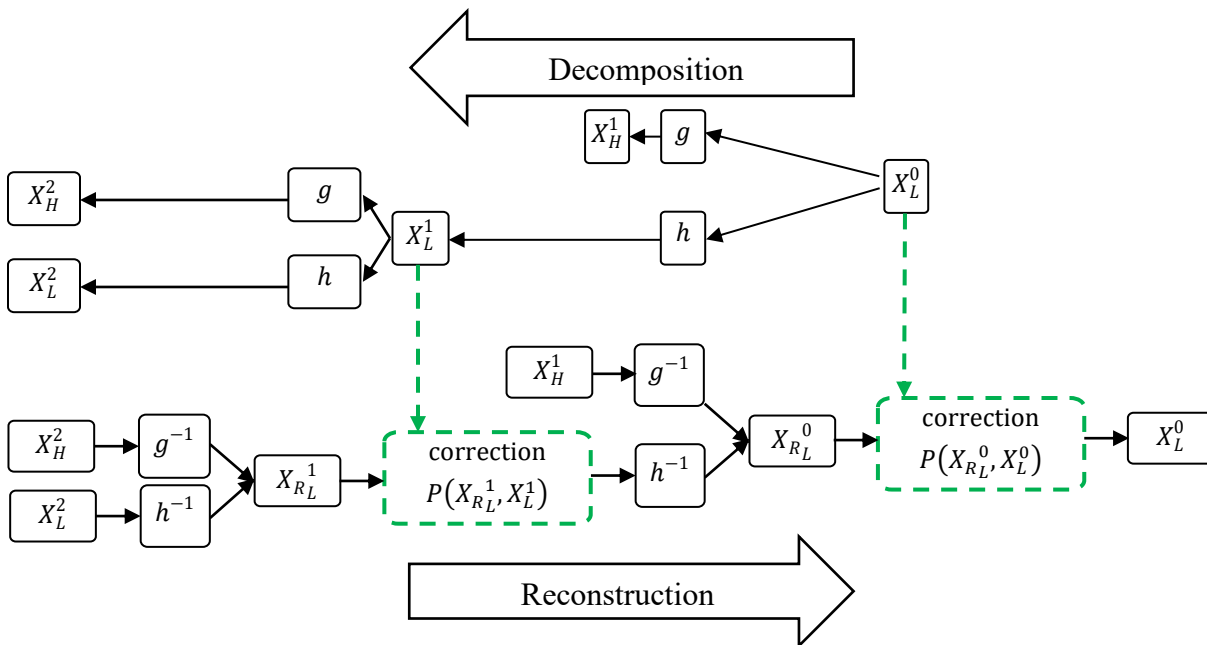 Decomposition
X_H^1
g
X_L^0
X_H^2
g
X_L^1
h
X_L^2
h
X_H^1
g^{-1}
X_H^2
g^{-1}
X_{R_L}^1
correction
P(X_{R_L}^1, X_L^1)
h^{-1}
X_{R_L}^0
correction
P(X_{R_L}^0, X_L^0)
X_L^0
X_L^2
h^{-1}
Reconstruction